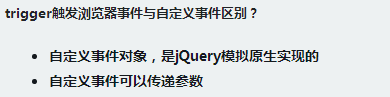 trigger触发浏览器事件与自定义事件区别？
自定义事件对象，是jQuery模拟原生实现的
自定义事件可以传递参数